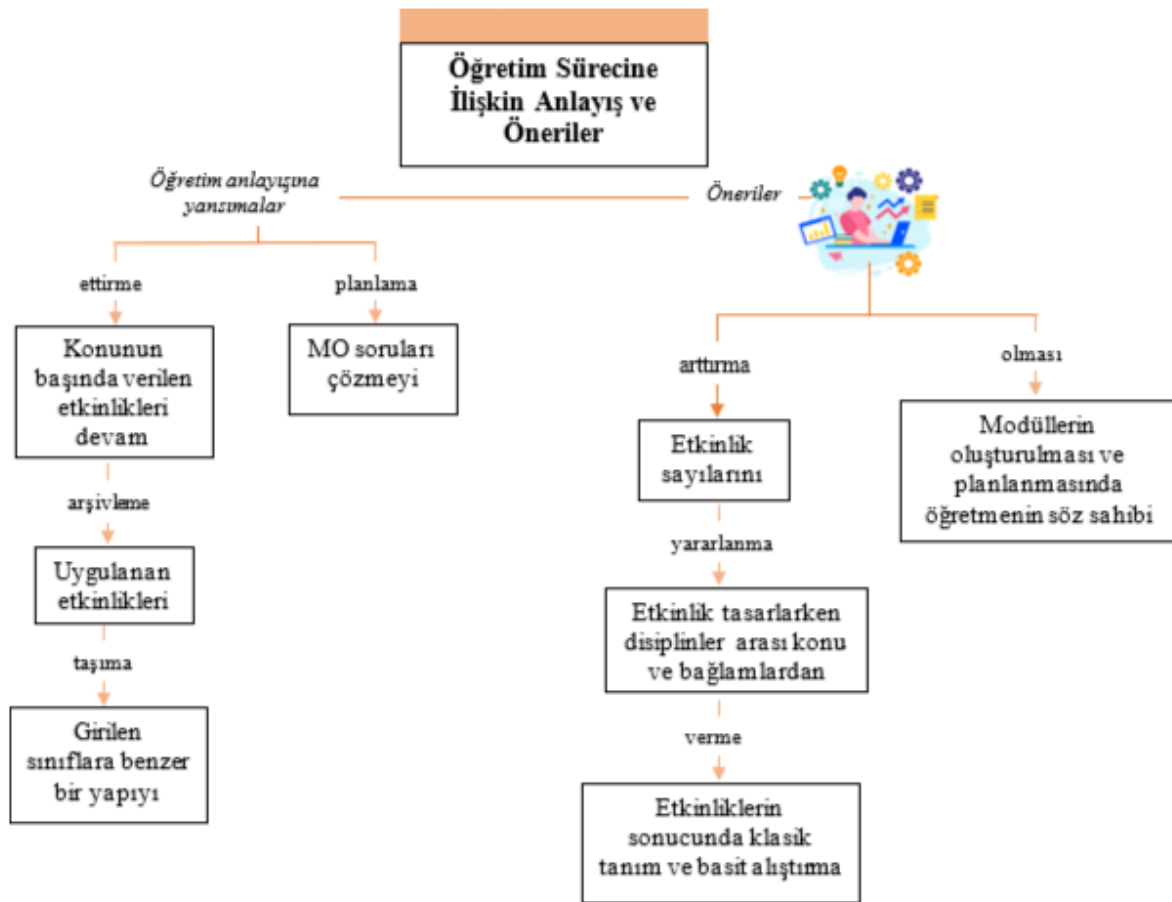 Öğretim Sürecine
İlişkin Anlayış ve
Öneriler
Öğretim anlayışına
yansımalar
Öneriler
ettirme
planlama
Konunun
başında verilen
etkinlikleri
devam
MO soruları
çözmeyi
arşivleme
Uygulanan
etkinlikleri
taşıma
Girilen
sınıflara benzer
bir yapıyı
arttırma
olması
Etkinlik
sayılarını
Modüllerin
oluşturulması ve
planlanmasında
öğretmenin söz sahibi
yararlanma
Etkinlik tasarlarken
disiplinler arası konu
ve bağlamlardan
verme
Etkinliklerin
sonucunda klasik
tanım ve basit alıştırma